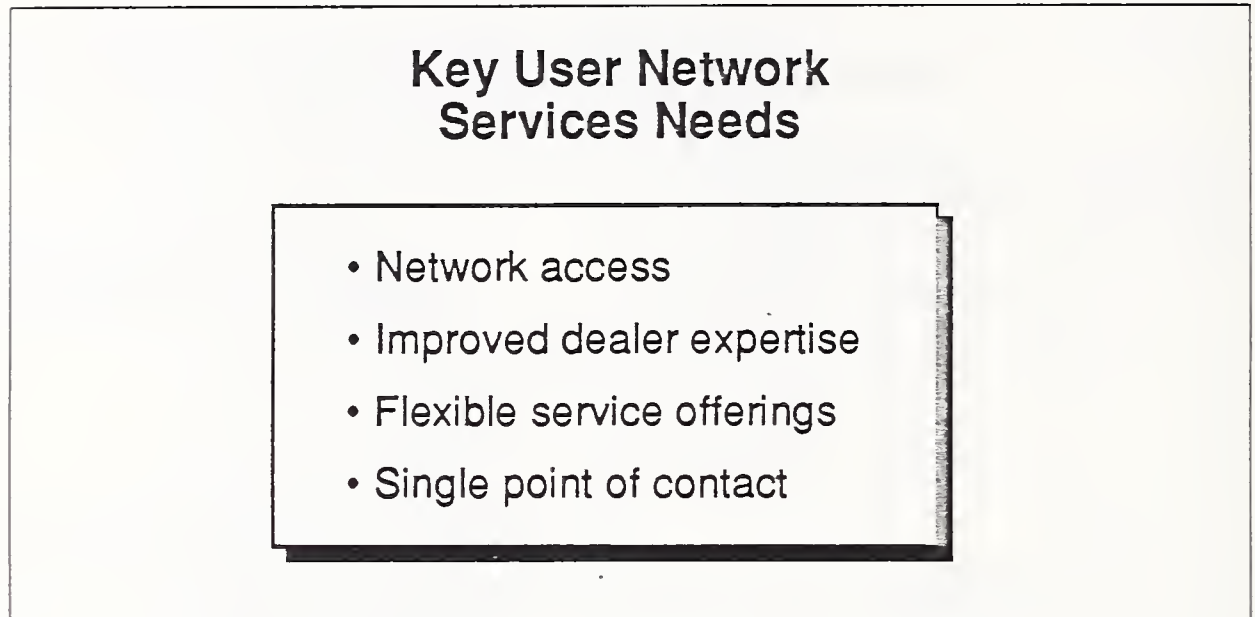 Key User Network
Services Needs
• Network access
• Improved dealer expertise
• Flexible service offerings
• Single point of contact